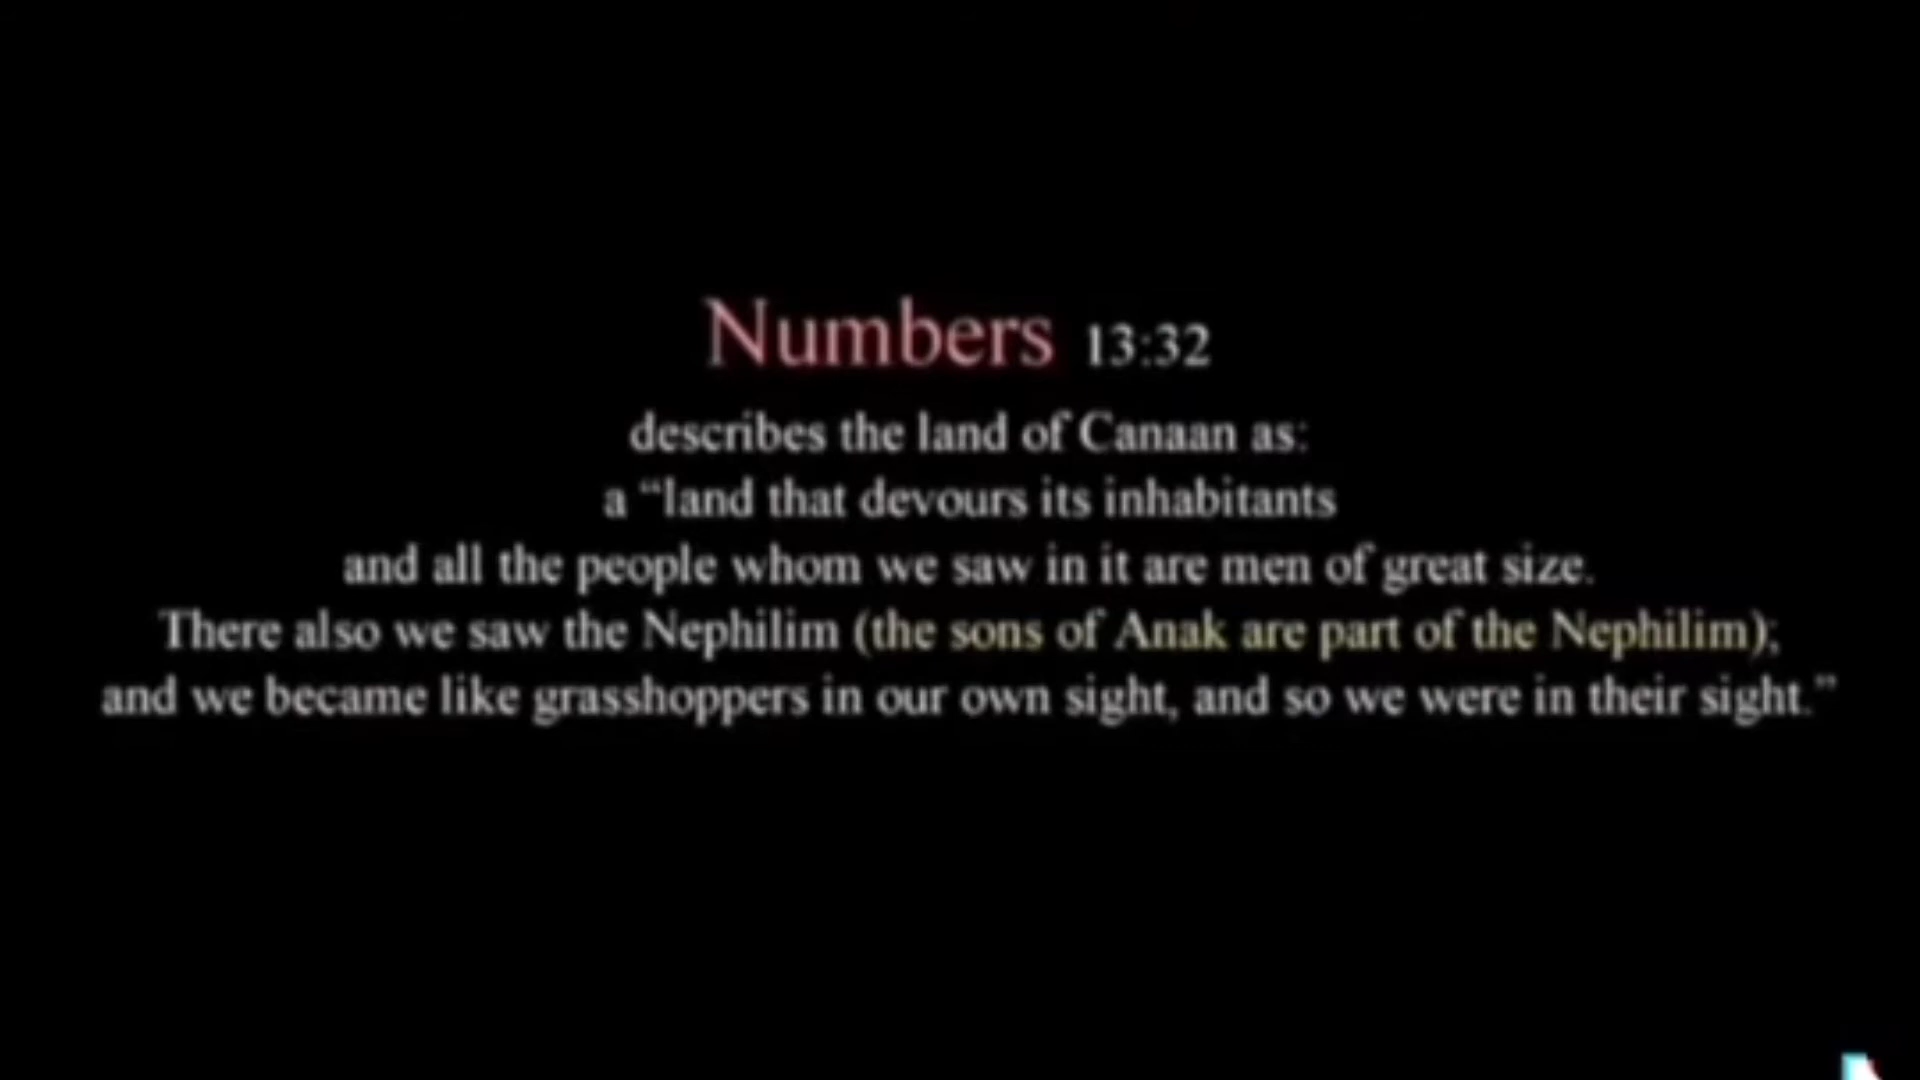 Numbers 13:32
describes the land of Canaan as:
a “land that devours its inhabitants
and all the people whom we saw in it are men of great size.
There also we saw the Nephilim (the sons of Anak are part of the Nephilim);
and we became like grasshoppers in our own sight, and so we were in their sight.”